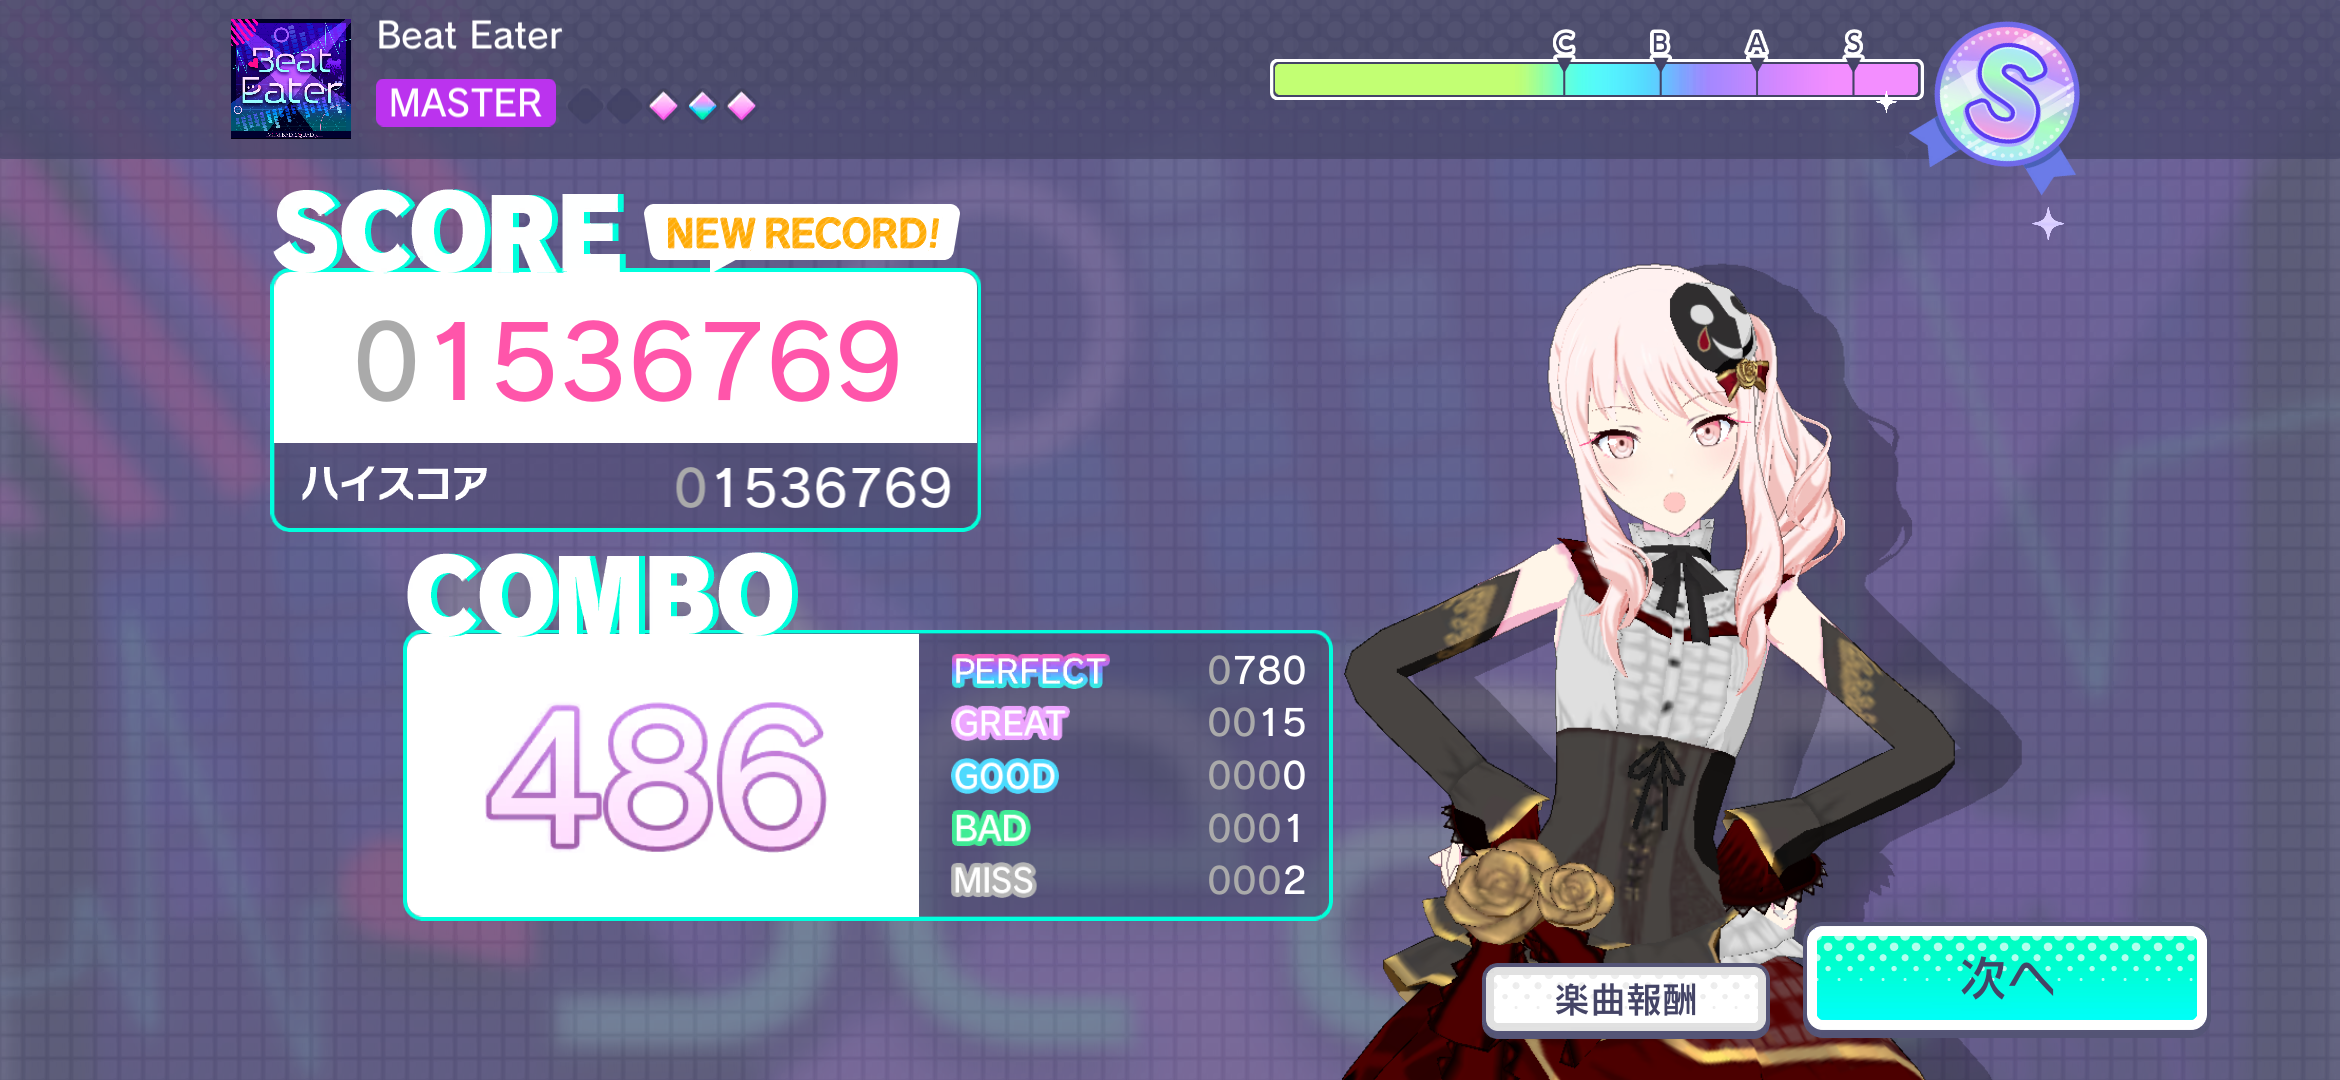 Beat
Eater
Beat Eater
MASTER
C B A S
S
SCORE
NEW RECORD!
01536769
ハイスコア 01536769
COMBO
486
PERFECT 0780
GREAT 0015
GOOD 0000
BAD 0001
MISS 0002
楽曲報酬
次へ